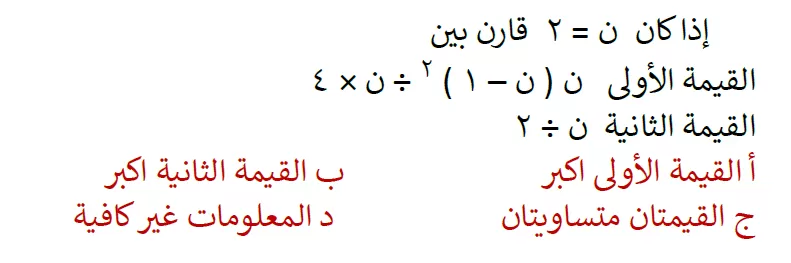 إذا كان ن = ٢ قارن بين
القيمة الأولى ن ( ن – ١ ) ٢ ÷ ن × ٤
القيمة الثانية ن ÷ ٢
أ القيمة الأولى اكبر ب القيمة الثانية اكبر
ج القيمتان متساويتان د المعلومات غير كافية